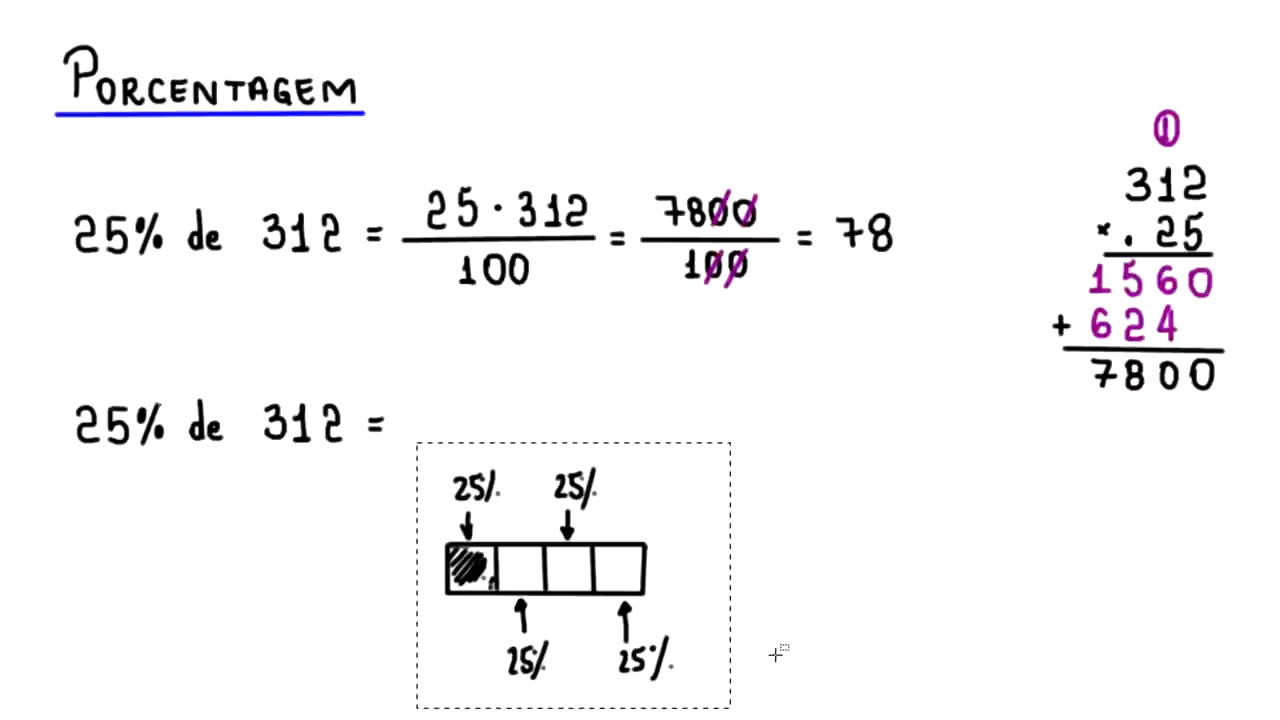 PORCENTAGEM
25% de 312 = 25 · 312 / 100 = 7800 / 100 = 78
1
312
× . 25
1560
+ 624
7800
25% de 312 =
25% 25%
25% 25%